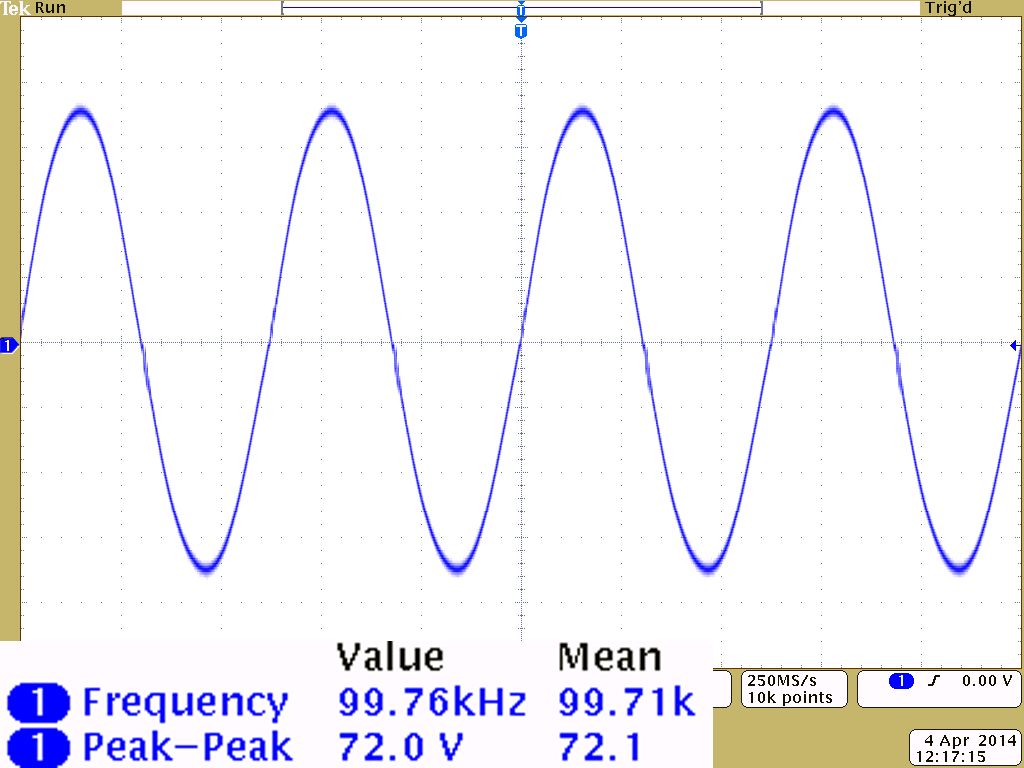 Tek Run Trig'd
T
T
1
Value Mean
1 Frequency 99.76kHz 99.71k
1 Peak−Peak 72.0 V 72.1
250MS/s
10k points
1 0.00 V
4 Apr 2014
12:17:15